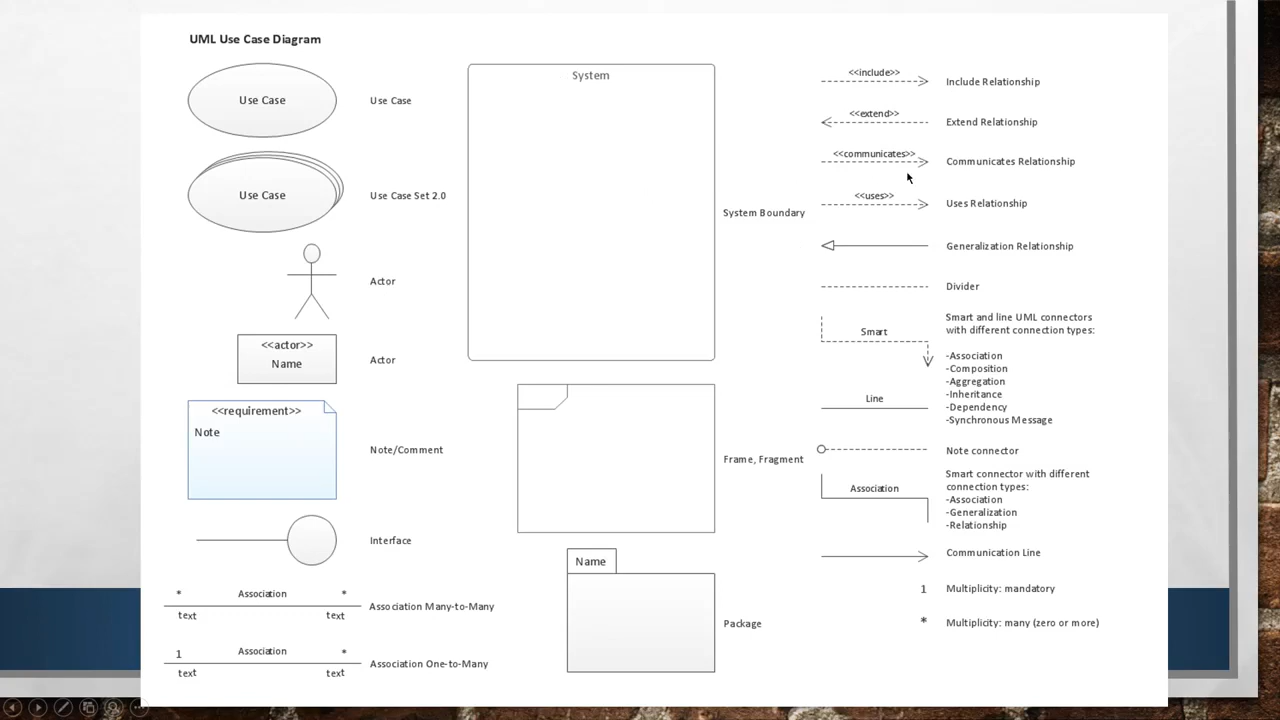 UML Use Case Diagram
Use Case
Use Case
Use Case
Use Case Set 2.0
Actor
<<actor>>
Name
Actor
<<requirement>>
Note
Note/Comment
Interface
*
Association
*
text
text
Association Many-to-Many
1
Association
*
text
text
Association One-to-Many
System
System Boundary
Frame, Fragment
Name
Package
<<include>>
Include Relationship
<<extend>>
Extend Relationship
<<communicates>>
Communicates Relationship
<<uses>>
Uses Relationship
Generalization Relationship
Divider
Smart
Smart and line UML connectors
with different connection types:
-Association
-Composition
-Aggregation
-Inheritance
-Dependency
-Synchronous Message
Line
Note connector
Association
Smart connector with different
connection types:
-Association
-Generalization
-Relationship
Communication Line
1
Multiplicity: mandatory
*
Multiplicity: many (zero or more)